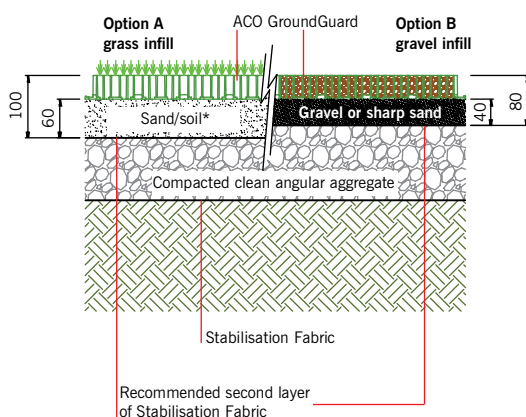 Option A
grass infill
ACO GroundGuard
Option B
gravel infill
100
60
Sand/soil*
Gravel or sharp sand
40
80
Compacted clean angular aggregate
Stabilisation Fabric
Recommended second layer
of Stabilisation Fabric